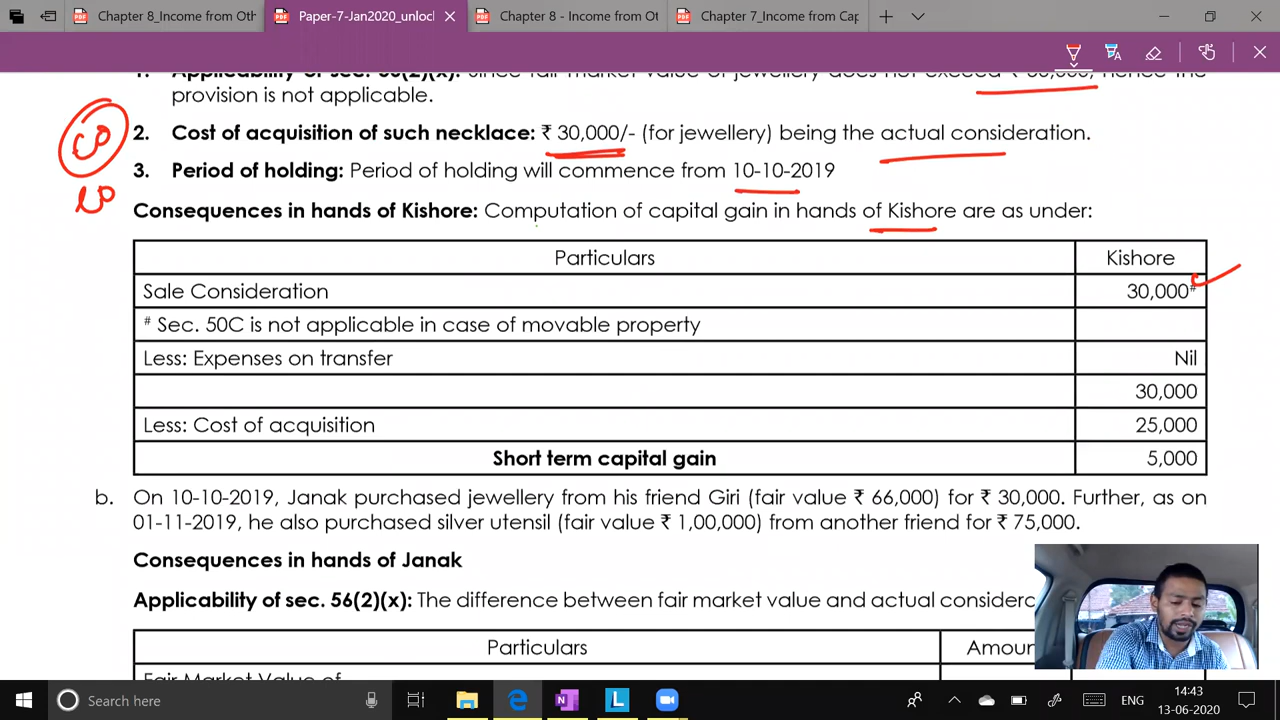 Chapter 8_Income from Oth
Paper-7-Jan2020_unlock
Chapter 8 - Income from Ot
Chapter 7_Income from Cap
provision is not applicable.
2. Cost of acquisition of such necklace: ₹ 30,000/- (for jewellery) being the actual consideration.
3. Period of holding: Period of holding will commence from 10-10-2019
Consequences in hands of Kishore: Computation of capital gain in hands of Kishore are as under:
Particulars Kishore
Sale Consideration 30,000#
# Sec. 50C is not applicable in case of movable property
Less: Expenses on transfer Nil
30,000
Less: Cost of acquisition 25,000
Short term capital gain 5,000
b. On 10-10-2019, Janak purchased jewellery from his friend Giri (fair value ₹ 66,000) for ₹ 30,000. Further, as on
01-11-2019, he also purchased silver utensil (fair value ₹ 1,00,000) from another friend for ₹ 75,000.
Consequences in hands of Janak
Applicability of sec. 56(2)(x): The difference between fair market value and actual considera
Particulars Amoun
Fair Market Value of
Search here
ENG
14:43
13-06-2020